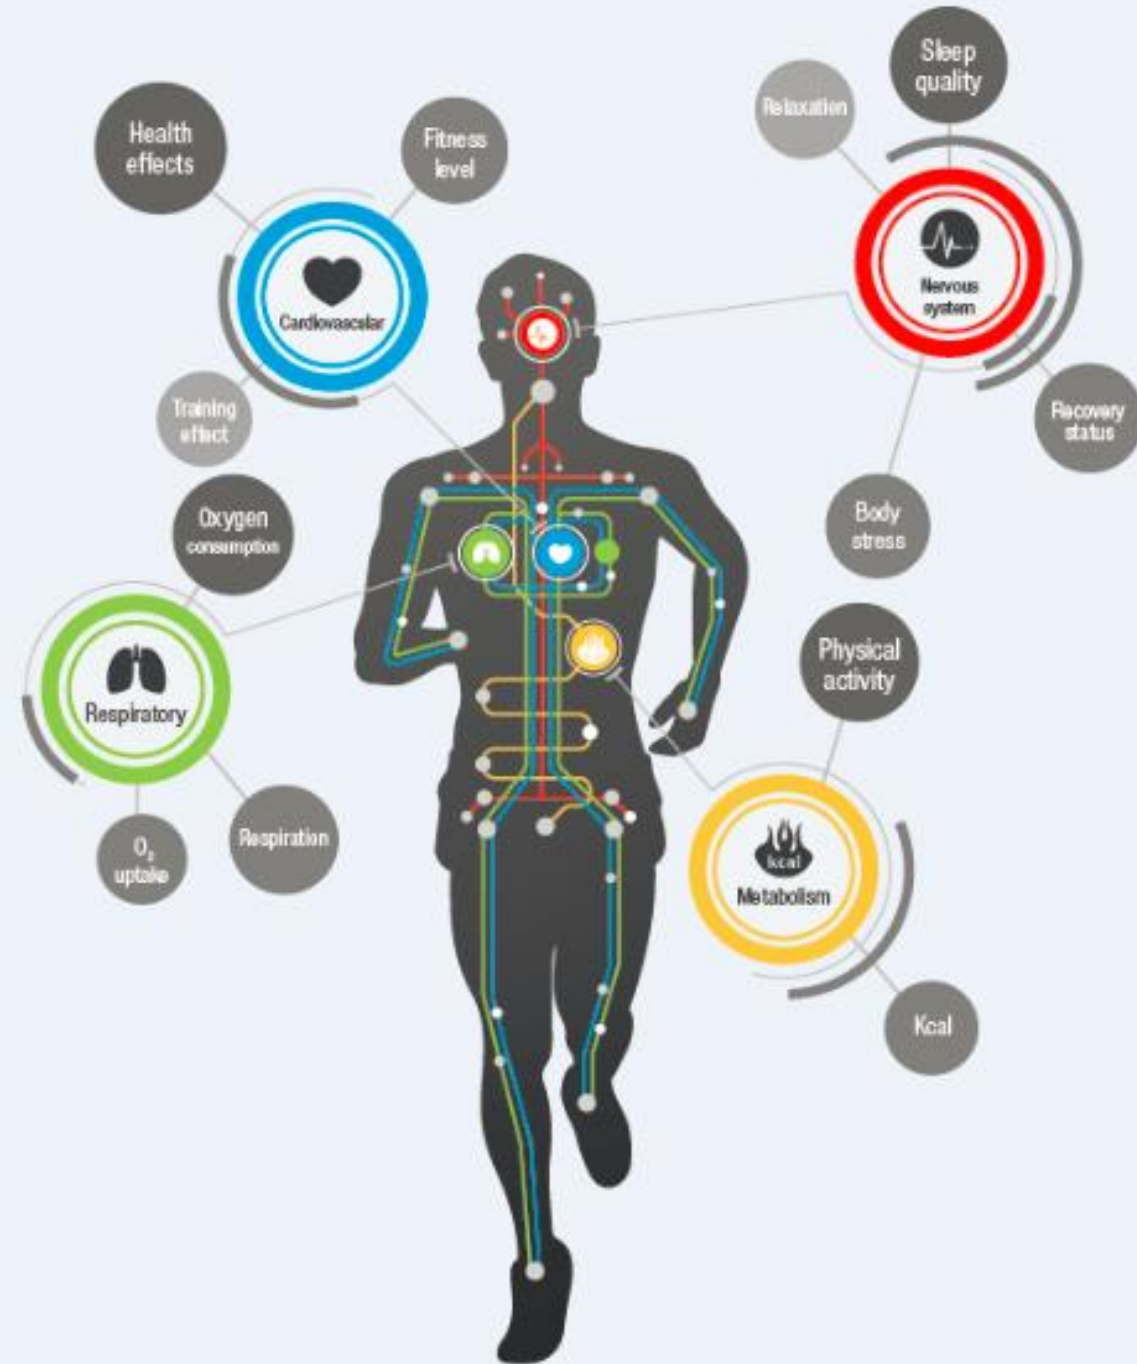 Sleep
quality
Relaxation
Health
effects
Fitness
level
Nervous
system
Cardiovascular
Training
effect
Recovery
status
Oxygen
consumption
Body
stress
Physical
activity
Respiratory
O₂
uptake
Respiration
kcal
Metabolism
Kcal